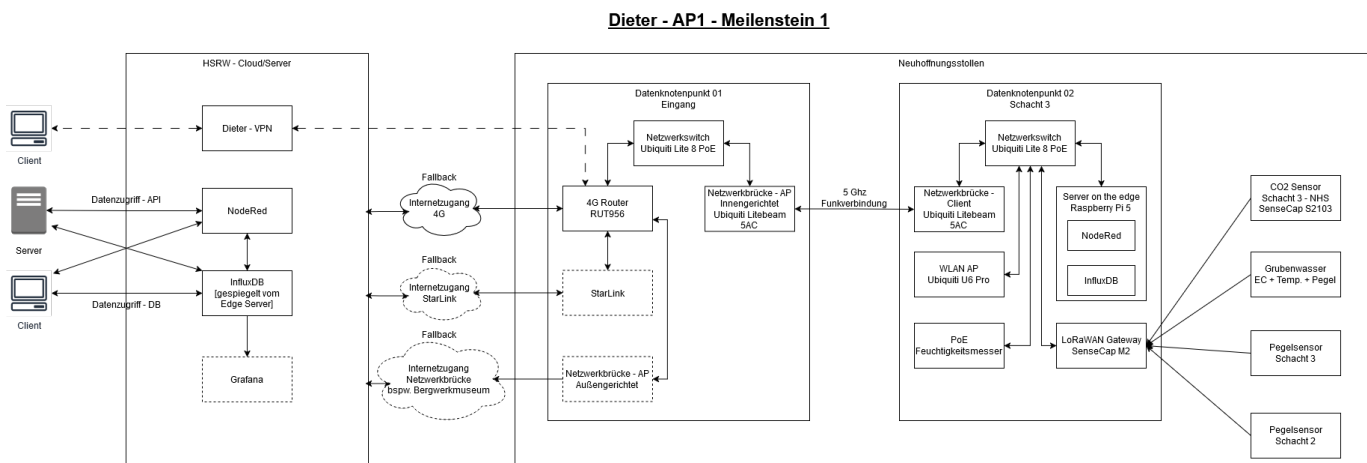 Dieter - AP1 - Meilenstein 1
HSRW - Cloud/Server
Neuhoffnungsstollen
Datenknotenpunkt 01
Eingang
Datenknotenpunkt 02
Schacht 3
Client
Dieter - VPN
Netzwerkswitch
Ubiquiti Lite 8 PoE
Netzwerkswitch
Ubiquiti Lite 8 PoE
Server
Datenzugriff - API
NodeRed
Fallback
Internetzugang
4G
4G Router
RUT956
Netzwerkbrücke - AP
Innengerichtet
Ubiquiti Litebeam
5AC
5 Ghz
Funkverbindung
Netzwerkbrücke -
Client
Ubiquiti Litebeam
5AC
Server on the edge
Raspberry Pi 5
NodeRed
InfluxDB
CO2 Sensor
Schacht 3 - NHS
SenseCap S2103
Client
Datenzugriff - DB
InfluxDB
[gespiegelt vom
Edge Server]
Fallback
Internetzugang
StarLink
StarLink
WLAN AP
Ubiquiti U6 Pro
Grubenwasser
EC + Temp. + Pegel
Grafana
Fallback
Internetzugang
Netzwerkbrücke
bspw. Bergwerkmuseum
Netzwerkbrücke - AP
Außengerichtet
PoE
Feuchtigkeitsmesser
LoRaWAN Gateway
SenseCap M2
Pegelsensor
Schacht 3
Pegelsensor
Schacht 2